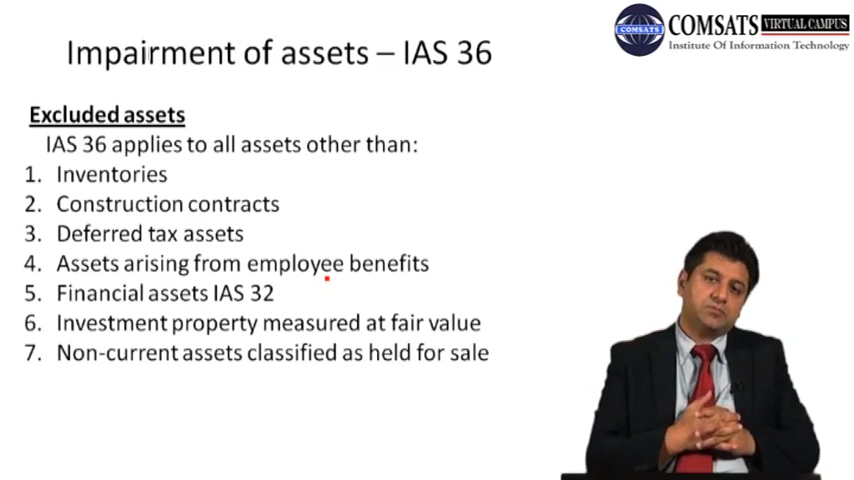 COMSATS VIRTUAL CAMPUS
Institute Of Information Technology
COMSATS
Impairment of assets – IAS 36
Excluded assets
IAS 36 applies to all assets other than:
1. Inventories
2. Construction contracts
3. Deferred tax assets
4. Assets arising from employee benefits
5. Financial assets IAS 32
6. Investment property measured at fair value
7. Non-current assets classified as held for sale